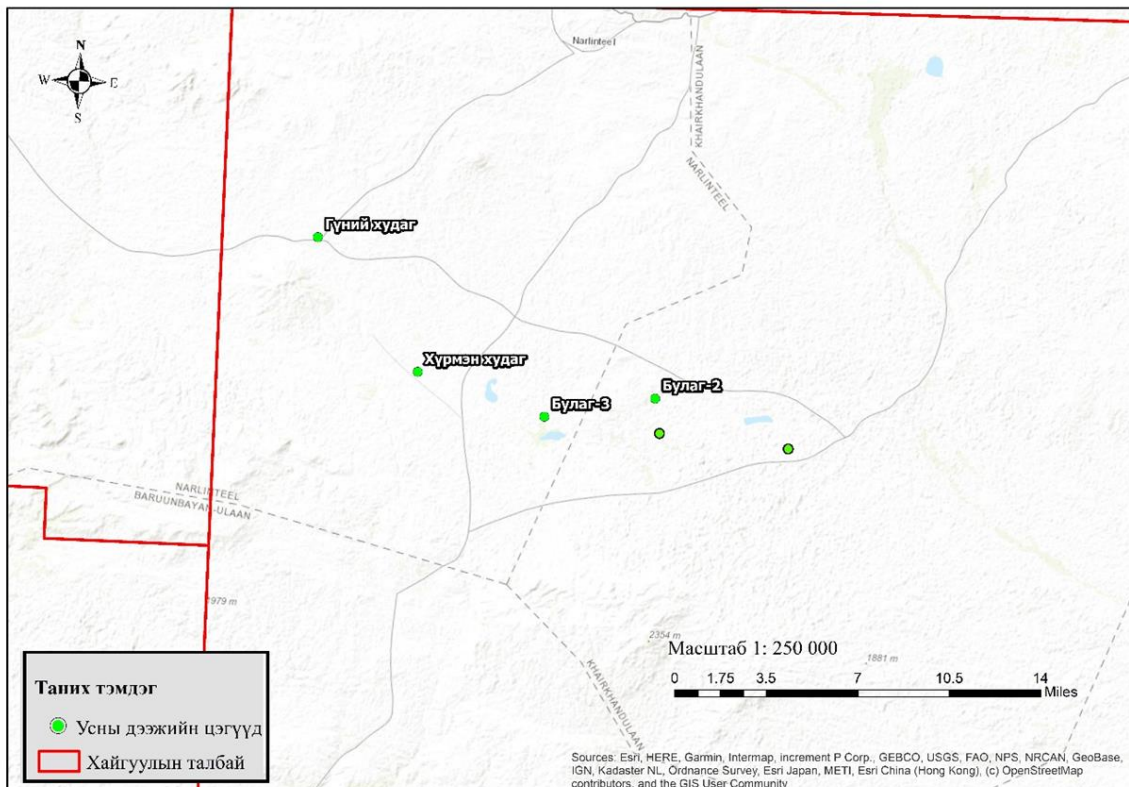 N
W E
S
Narlinteel
KHAIRKHANDULAAN
NARLINTEEL
Гүний худаг
Хүрмэн худаг
Булаг-2
Булаг-3
NARLINTEEL
BARUUNBAYAN-ULAAN
1979 m
2354 m
1881 m
KHAIRKHANDULAAN
Масштаб 1: 250 000
0 1.75 3.5 7 10.5 14
Miles
Таних тэмдэг
Усны дээжийн цэгүүд
Хайгуулын талбай
Sources: Esri, HERE, Garmin, Intermap, increment P Corp., GEBCO, USGS, FAO, NPS, NRCAN, GeoBase,
IGN, Kadaster NL, Ordnance Survey, Esri Japan, METI, Esri China (Hong Kong), (c) OpenStreetMap
contributors, and the GIS User Community